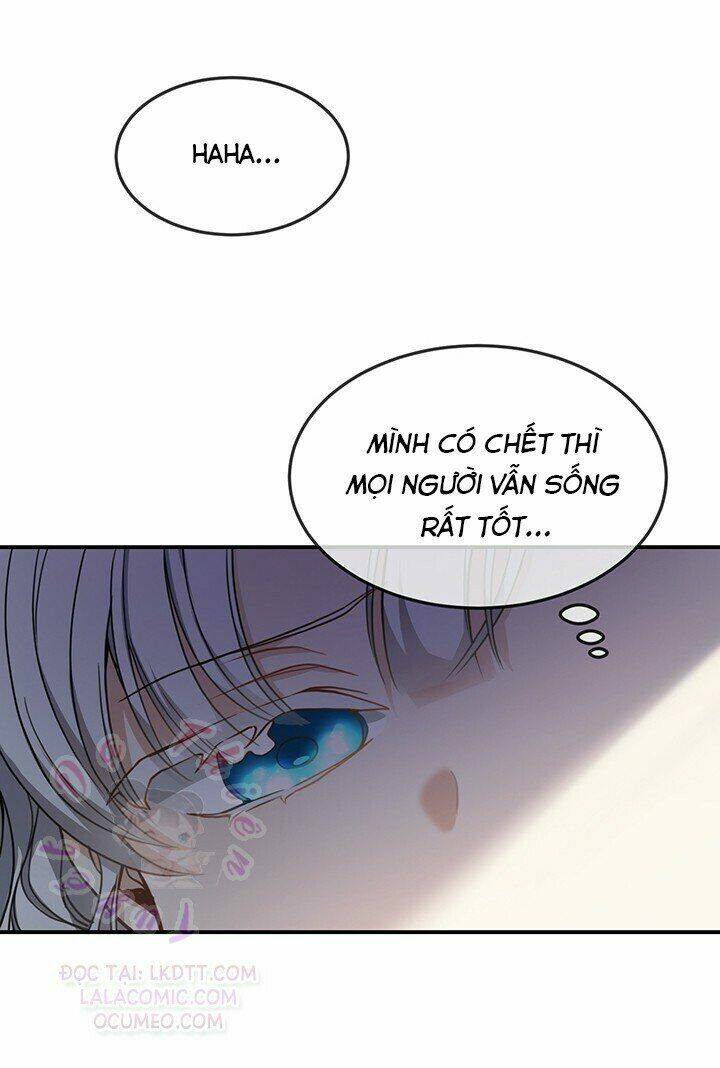 HAHA...
MÌNH CÓ CHẾT THÌ
MỌI NGƯỜI VẪN SỐNG
RẤT TỐT...
ĐỌC TẠI: LKDTT.COM
LALACOMIC.COM
OCUMEO.COM